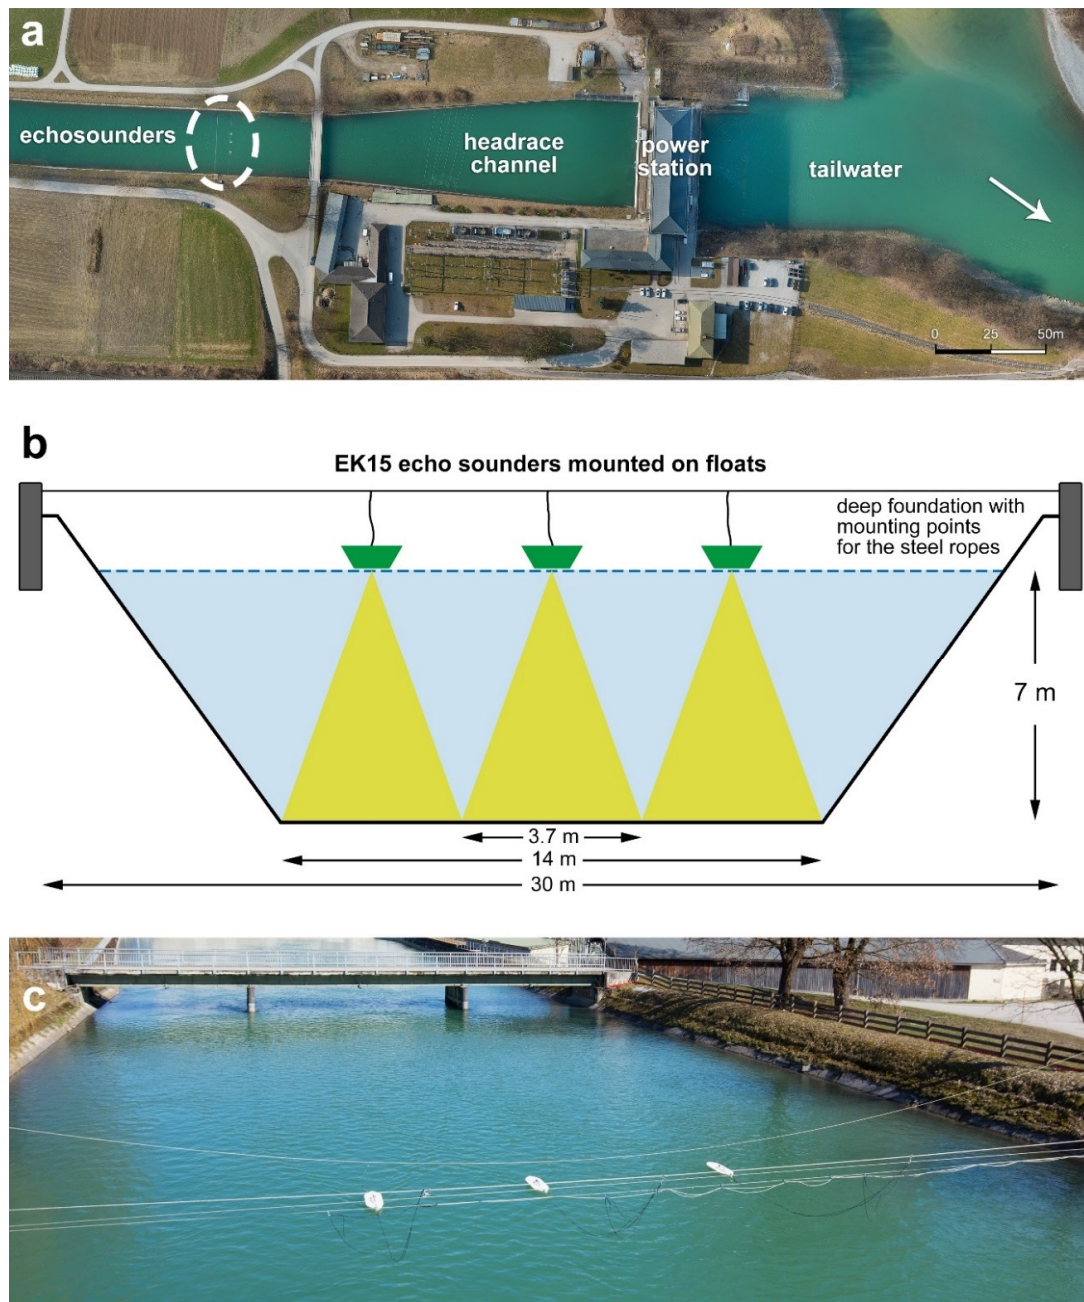 a
echosounders
headrace
channel
power
station
tailwater
0 25 50m
b
EK15 echo sounders mounted on floats
deep foundation with
mounting points
for the steel ropes
7 m
3.7 m
14 m
30 m
c